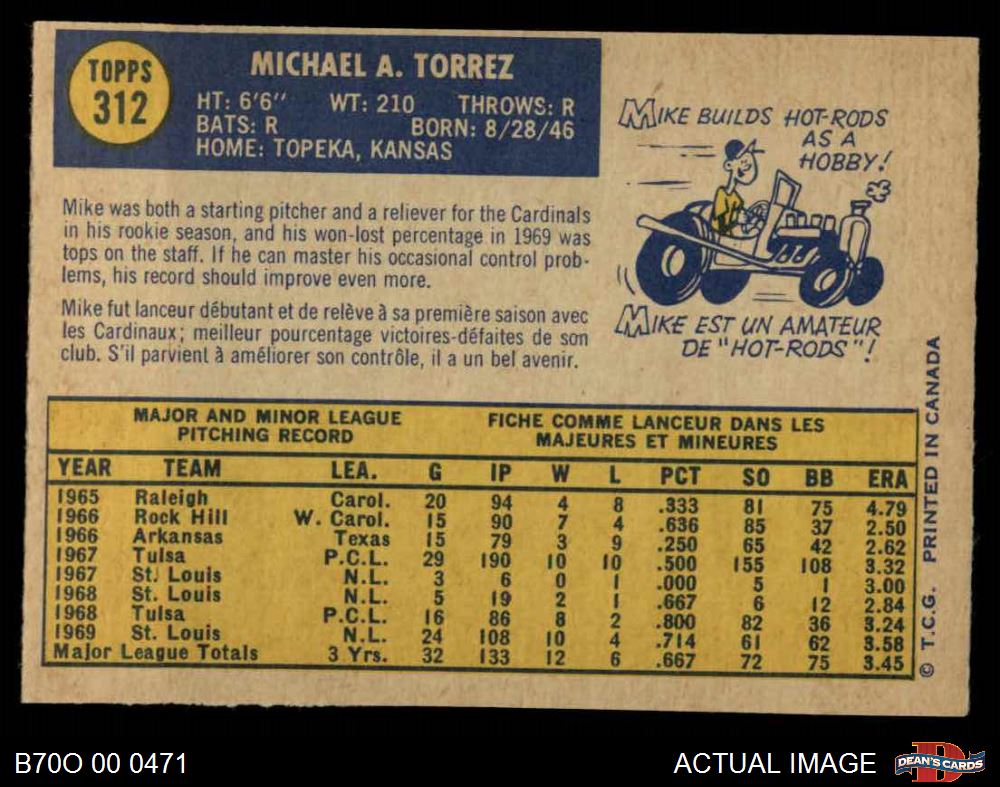 TOPPS
312
MICHAEL A. TORREZ
HT: 6'6" WT: 210 THROWS: R
BATS: R BORN: 8/28/46
HOME: TOPEKA, KANSAS
MIKE BUILDS HOT-RODS
AS A
HOBBY!
Mike was both a starting pitcher and a reliever for the Cardinals
in his rookie season, and his won-lost percentage in 1969 was
tops on the staff. If he can master his occasional control prob-
lems, his record should improve even more.
Mike fut lanceur débutant et de relève à sa première saison avec
les Cardinaux; meilleur pourcentage victoires-défaites de son
club. S'il parvient à améliorer son contrôle, il a un bel avenir.
MIKE EST UN AMATEUR
DE "HOT-RODS"!
MAJOR AND MINOR LEAGUE
PITCHING RECORD
FICHE COMME LANCEUR DANS LES
MAJEURES ET MINEURES
YEAR TEAM LEA. G IP W L PCT SO BB ERA
1965 Raleigh Carol. 20 94 4 8 .333 81 75 4.79
1966 Rock Hill W. Carol. 15 90 7 4 .636 85 37 2.50
1966 Arkansas Texas 15 79 3 9 .250 65 42 2.62
1967 Tulsa P.C.L. 29 190 10 10 .500 155 108 3.32
1967 St. Louis N.L. 3 6 0 1 .000 5 1 3.00
1968 St. Louis N.L. 5 19 2 1 .667 6 12 2.84
1968 Tulsa P.C.L. 16 86 8 2 .800 82 36 3.24
1969 St. Louis N.L. 24 108 10 4 .714 61 62 3.58
Major League Totals 3 Yrs. 32 133 12 6 .667 72 75 3.45
© T.C.G. PRINTED IN CANADA
B70O 00 0471
ACTUAL IMAGE
DEAN'S CARDS